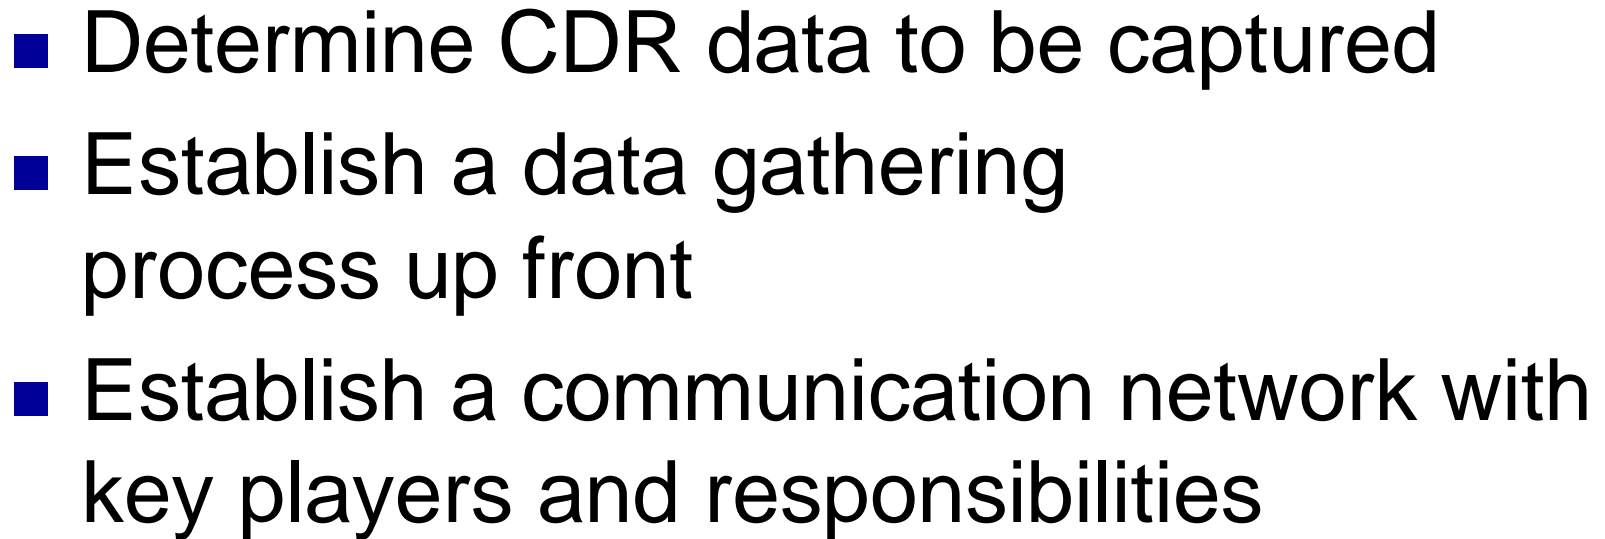 Determine CDR data to be captured
Establish a data gathering
process up front
Establish a communication network with
key players and responsibilities